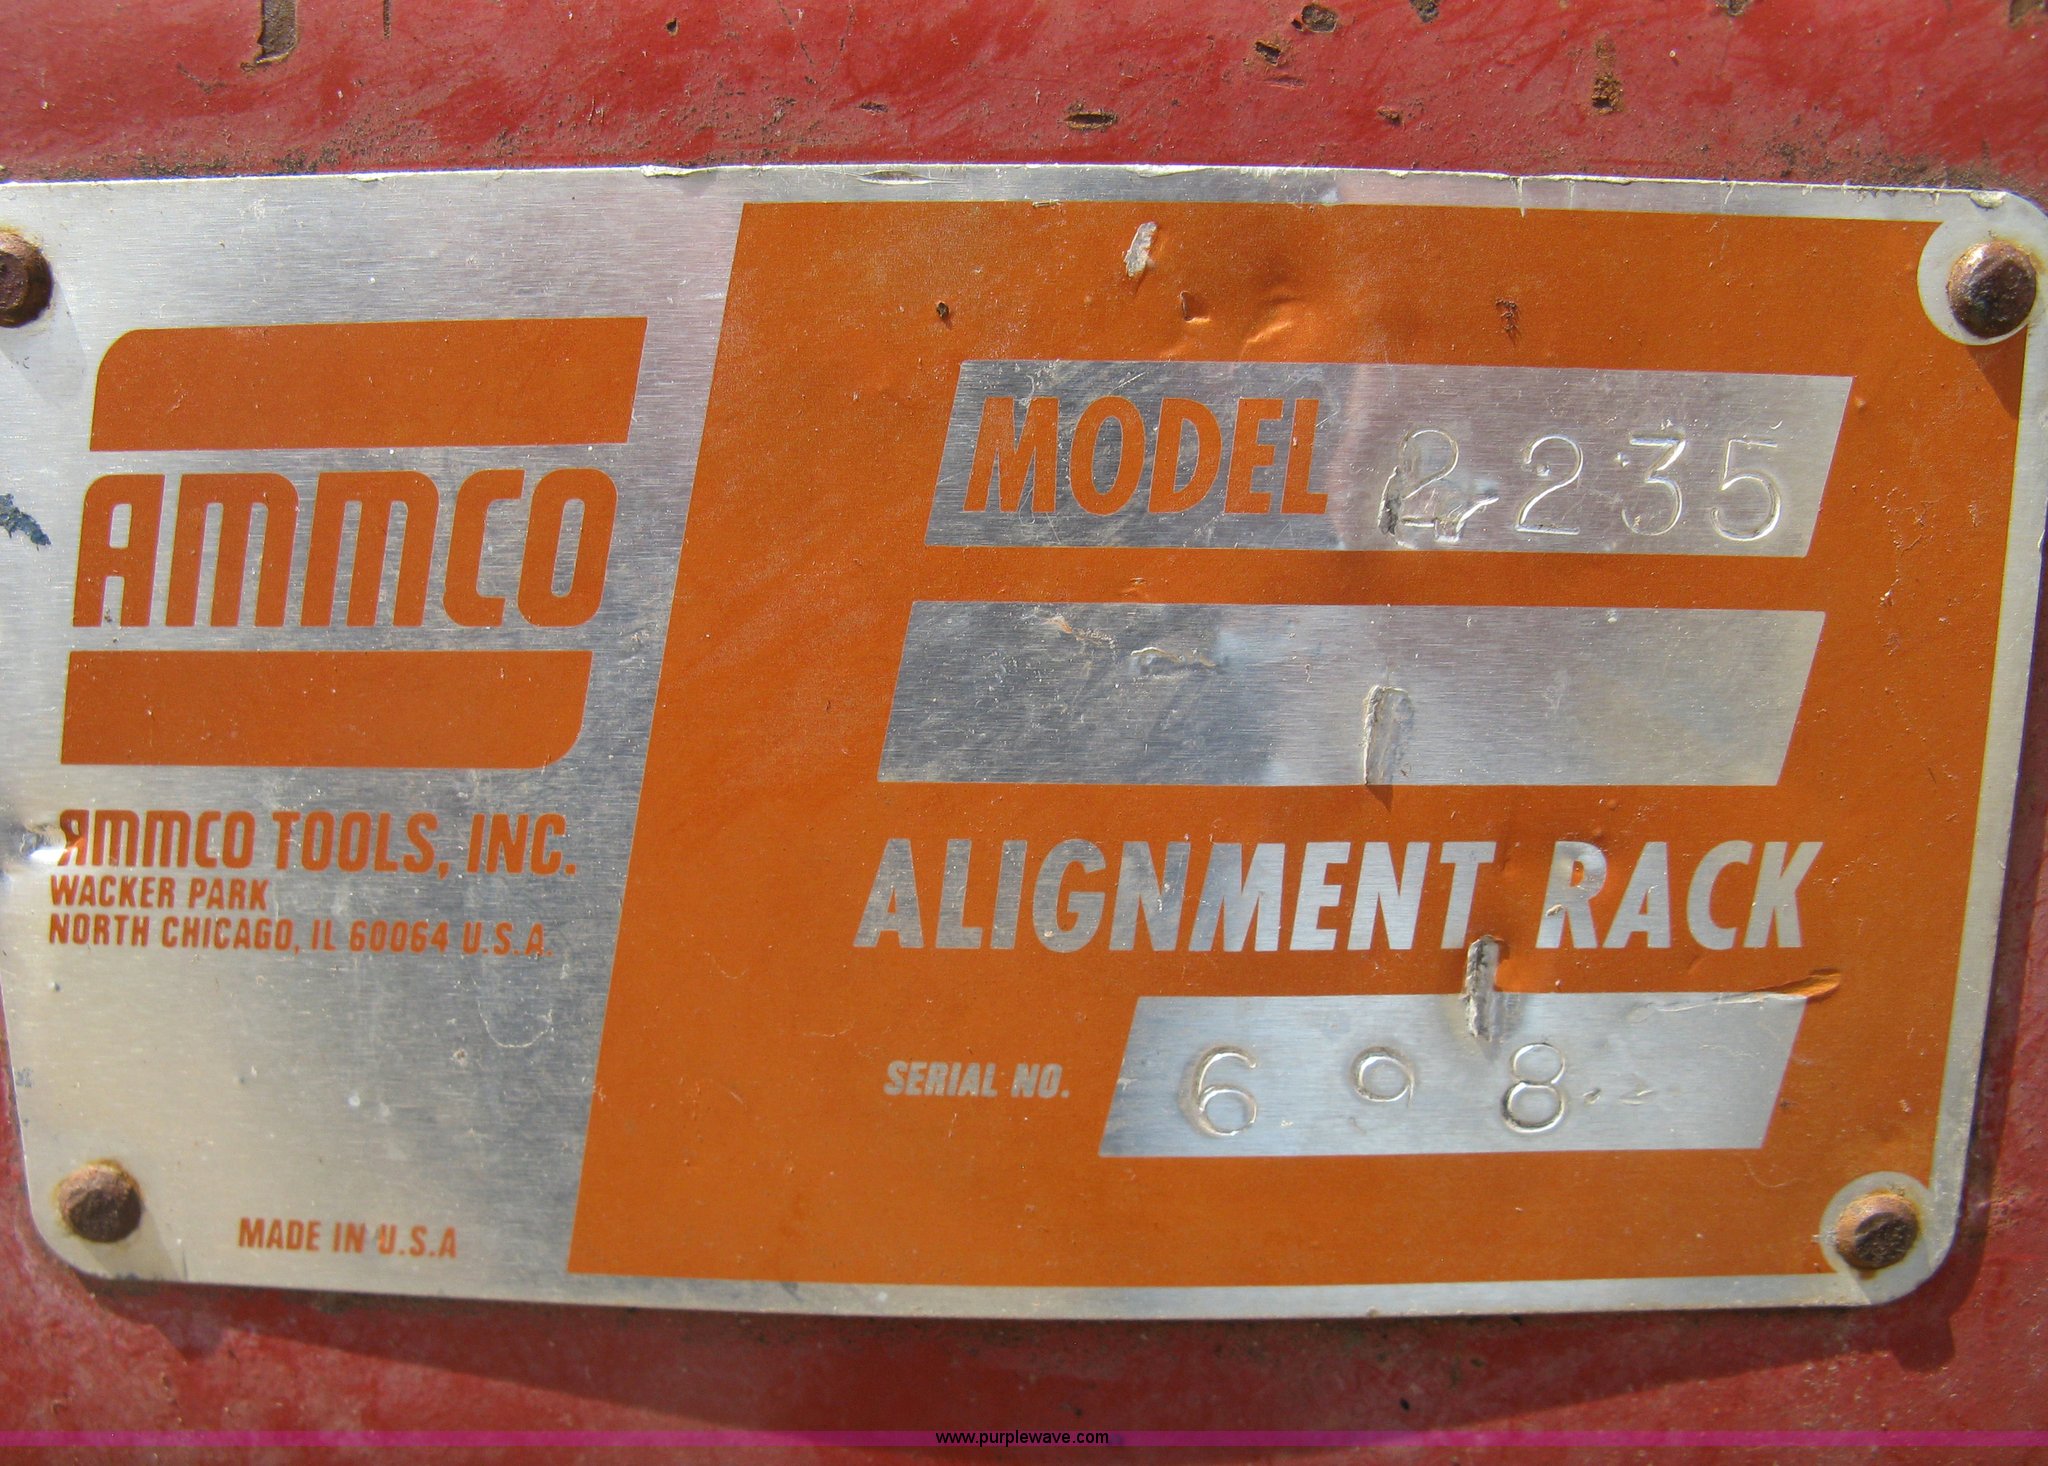 AMMCO
AMMCO TOOLS, INC.
WACKER PARK
NORTH CHICAGO, IL 60064 U.S.A.
MADE IN U.S.A
MODEL 2235
ALIGNMENT RACK
SERIAL NO. 698
www.purplewave.com